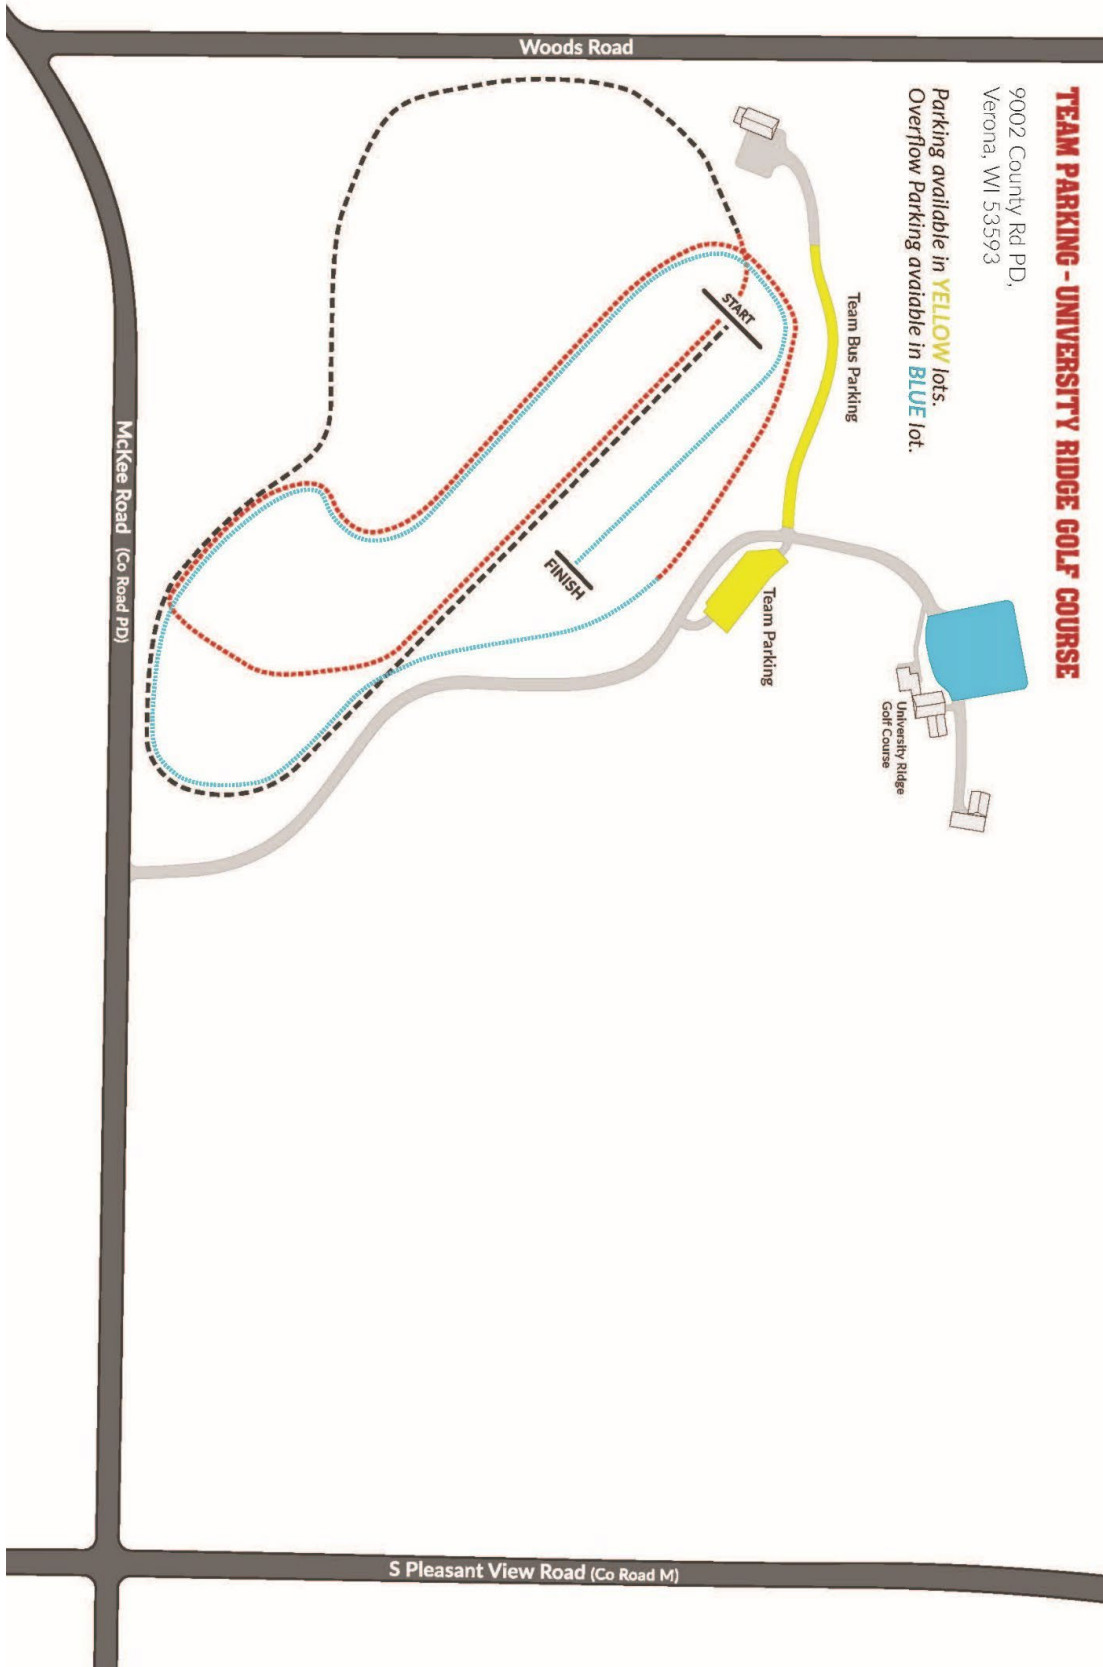 TEAM PARKING - UNIVERSITY RIDGE GOLF COURSE
9002 County Rd PD,
Verona, WI 53593
Parking available in YELLOW lots.
Overflow Parking avaiable in BLUE lot.
Woods Road
Team Bus Parking
START
FINISH
Team Parking
University Ridge
Golf Course
McKee Road (Co Road PD)
S Pleasant View Road (Co Road M)